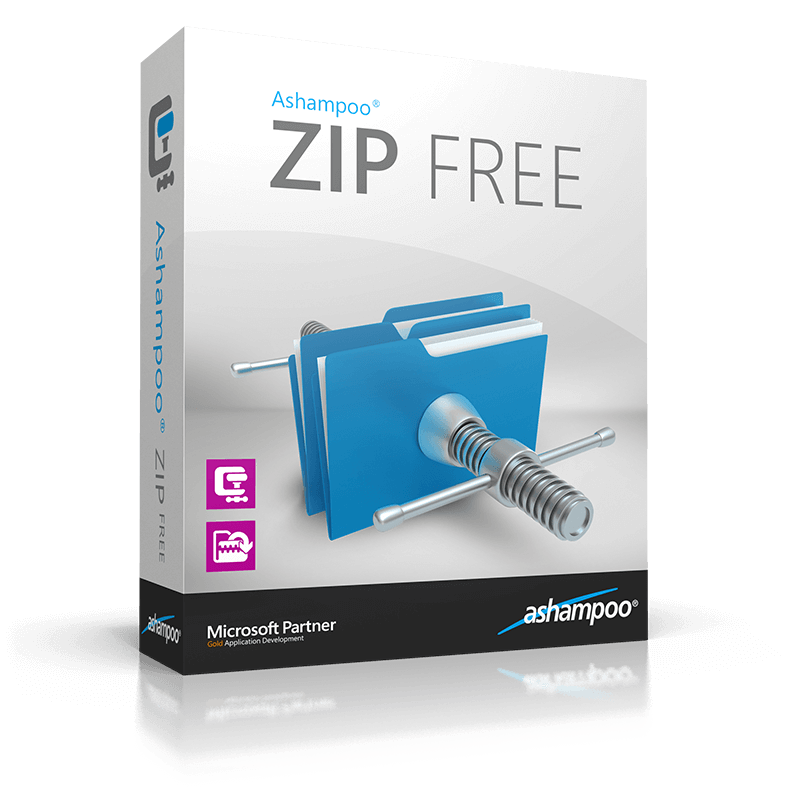 Ashampoo®
ZIP FREE
Ashampoo® ZIP FREE
ashampoo®
Microsoft Partner
Gold Application Development
ashampoo®